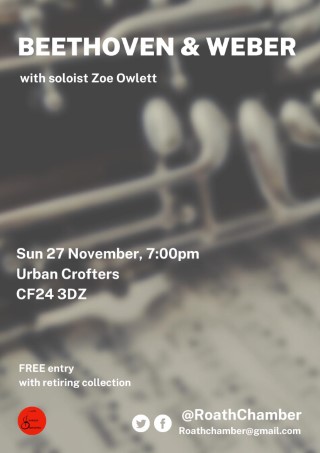 BEETHOVEN & WEBER
with soloist Zoe Owlett
Sun 27 November, 7:00pm
Urban Crofters
CF24 3DZ
FREE entry
with retiring collection
@RoathChamber
Roathchamber@gmail.com